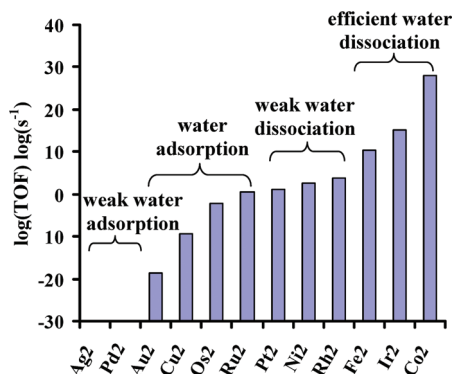 efficient water
dissociation
weak water
dissociation
water
adsorption
weak water
adsorption
log(TOF) log(s⁻¹)
40
30
20
10
0
10
-20
-30
Ag2
Pd2
Au2
Cu2
Os2
Ru2
Pt2
Ni2
Rh2
Fe2
Ir2
Co2